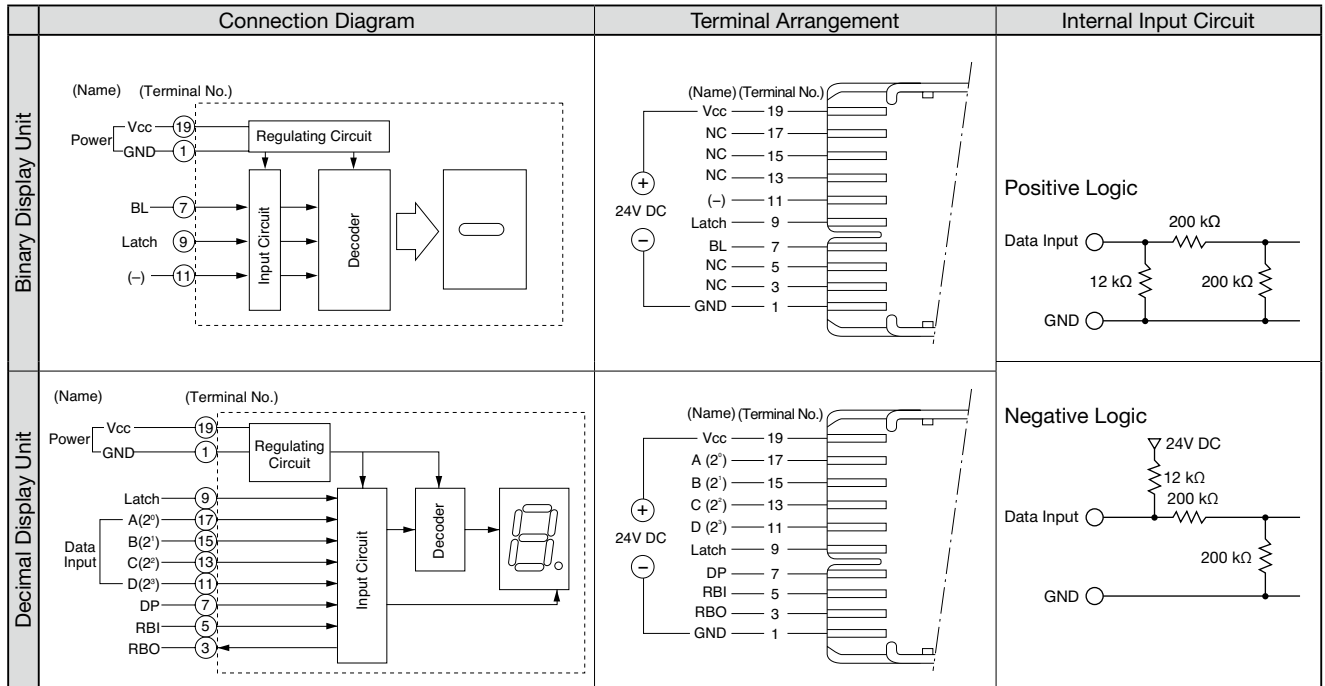 Connection Diagram
Terminal Arrangement
Internal Input Circuit
Binary Display Unit
(Name) (Terminal No.)
Power
Vcc 19
GND 1
Regulating Circuit
BL 7
Latch 9
(–) 11
Input Circuit
Decoder
(Name) (Terminal No.)
Vcc 19
NC 17
NC 15
NC 13
(–) 11
Latch 9
BL 7
NC 5
NC 3
GND 1
+
24V DC
–
Positive Logic
200 kΩ
Data Input
12 kΩ
200 kΩ
GND
Decimal Display Unit
(Name) (Terminal No.)
Power
Vcc 19
GND 1
Regulating
Circuit
Latch 9
Data
Input
A(2⁰) 17
B(2¹) 15
C(2²) 13
D(2³) 11
DP 7
RBI 5
RBO 3
Input Circuit
Decoder
8.
(Name) (Terminal No.)
Vcc 19
A (2⁰) 17
B (2¹) 15
C (2²) 13
D (2³) 11
Latch 9
DP 7
RBI 5
RBO 3
GND 1
+
24V DC
–
Negative Logic
24V DC
12 kΩ
200 kΩ
Data Input
200 kΩ
GND